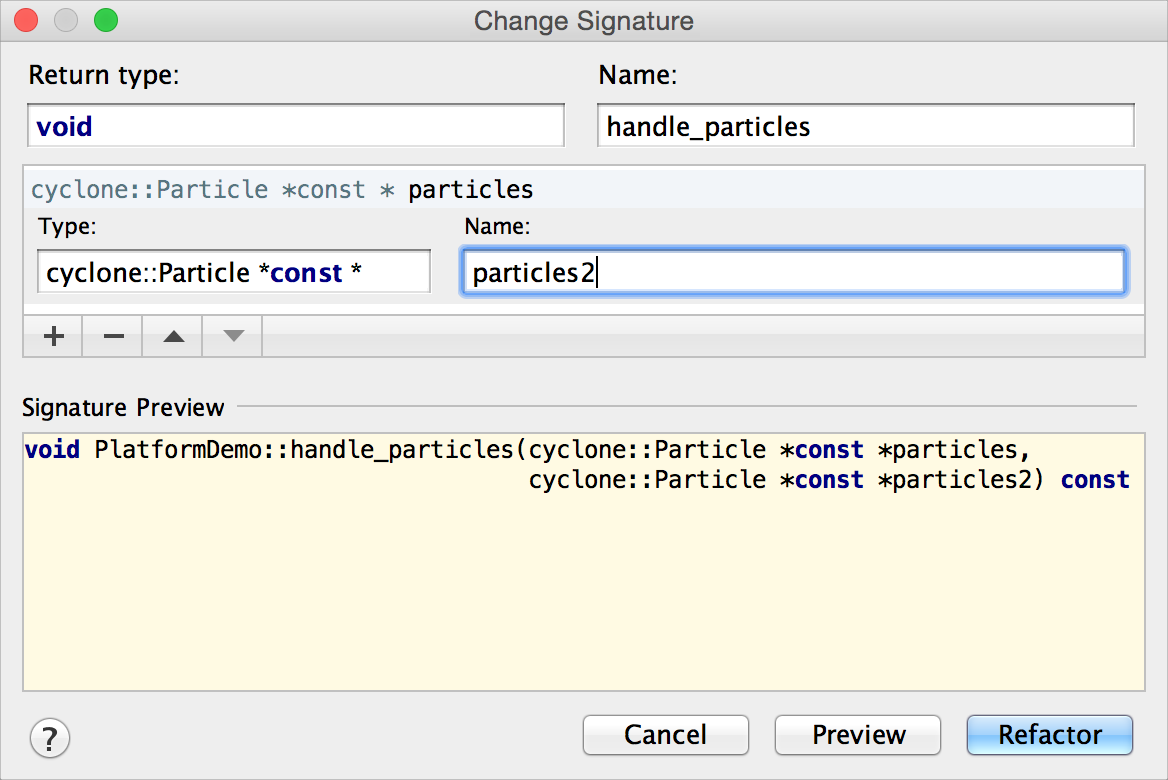 Change Signature
Return type: Name:
void handle_particles
cyclone::Particle *const * particles
Type: Name:
cyclone::Particle *const * particles2
+ −
Signature Preview
void PlatformDemo::handle_particles(cyclone::Particle *const *particles,
cyclone::Particle *const *particles2) const
? Cancel Preview Refactor